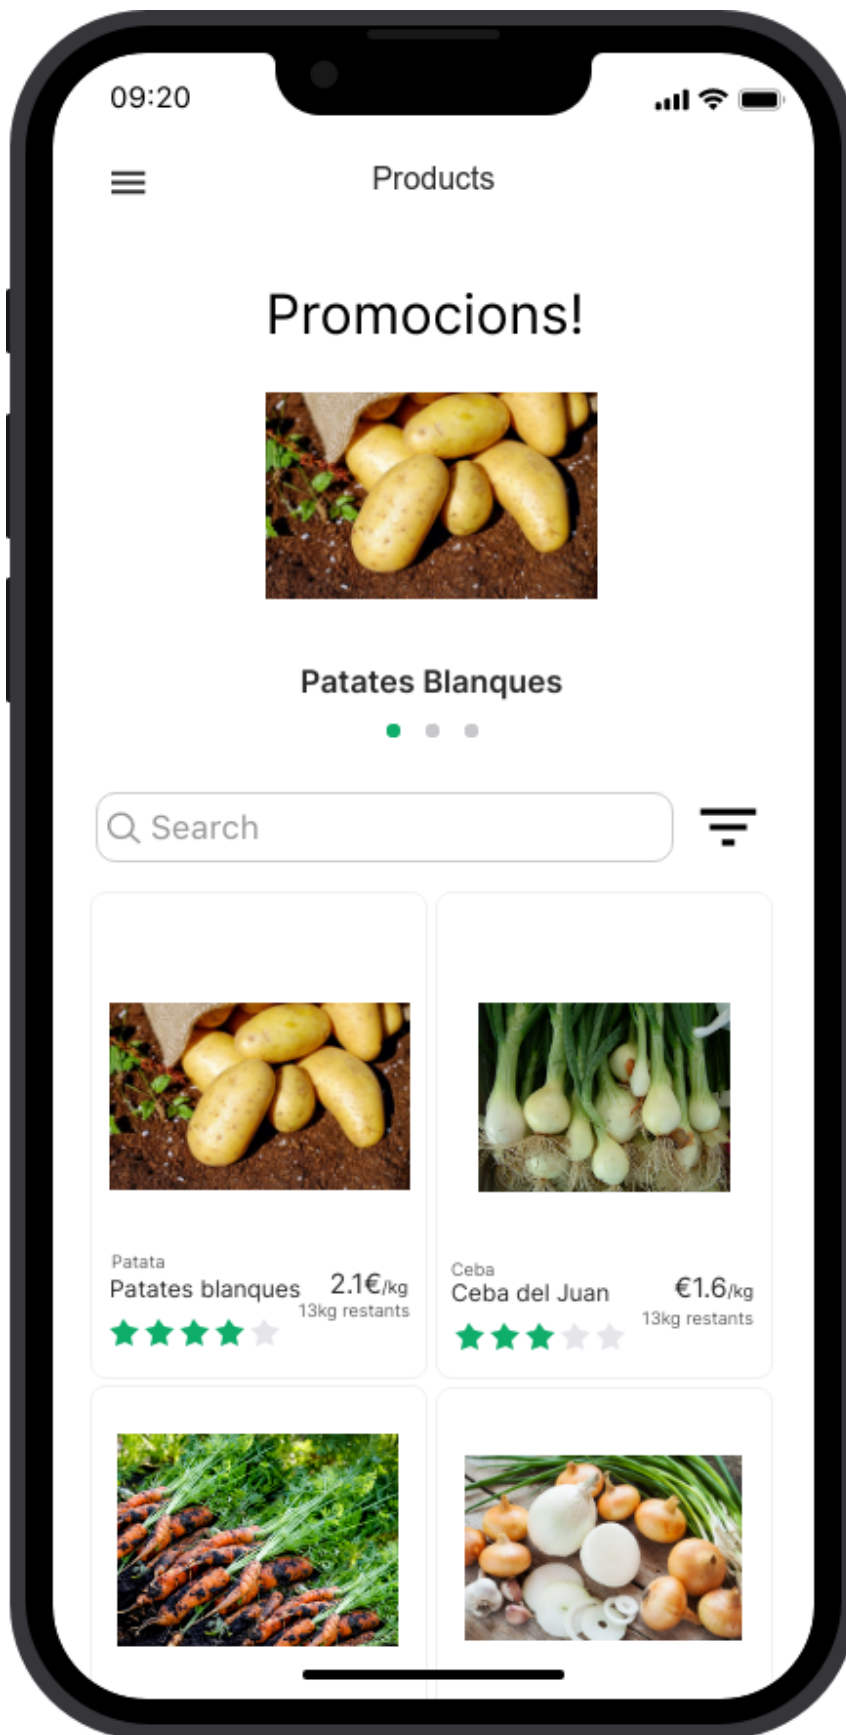 09:20
Products
Promocions!
Patates Blanques
Search
Patata
Patates blanques 2.1€/kg
13kg restants
Ceba
Ceba del Juan €1.6/kg
13kg restants